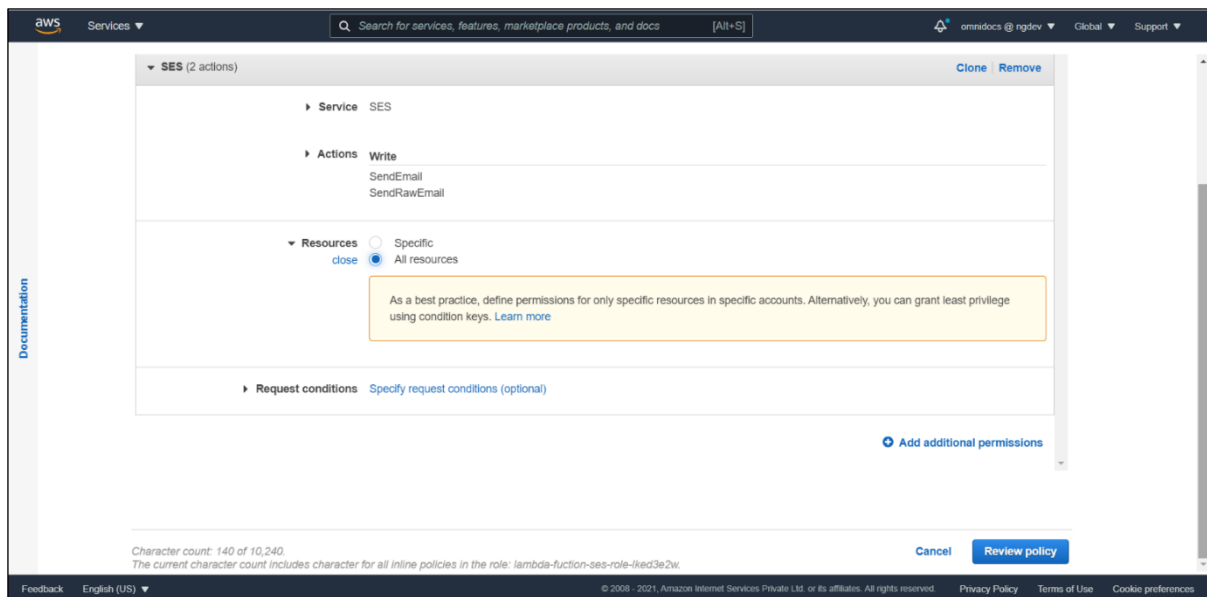 aws Services Search for services, features, marketplace products, and docs [Alt+S] omnidocs @ ngdev Global Support
SES (2 actions) Clone Remove
Service SES
Actions Write
SendEmail
SendRawEmail
Resources Specific
close All resources
As a best practice, define permissions for only specific resources in specific accounts. Alternatively, you can grant least privilege
using condition keys. Learn more
Documentation
Request conditions Specify request conditions (optional)
Add additional permissions
Character count: 140 of 10,240.
The current character count includes character for all inline policies in the role: lambda-fuction-ses-role-lked3e2w.
Cancel Review policy
Feedback English (US) © 2008 - 2021, Amazon Internet Services Private Ltd. or its affiliates. All rights reserved. Privacy Policy Terms of Use Cookie preferences